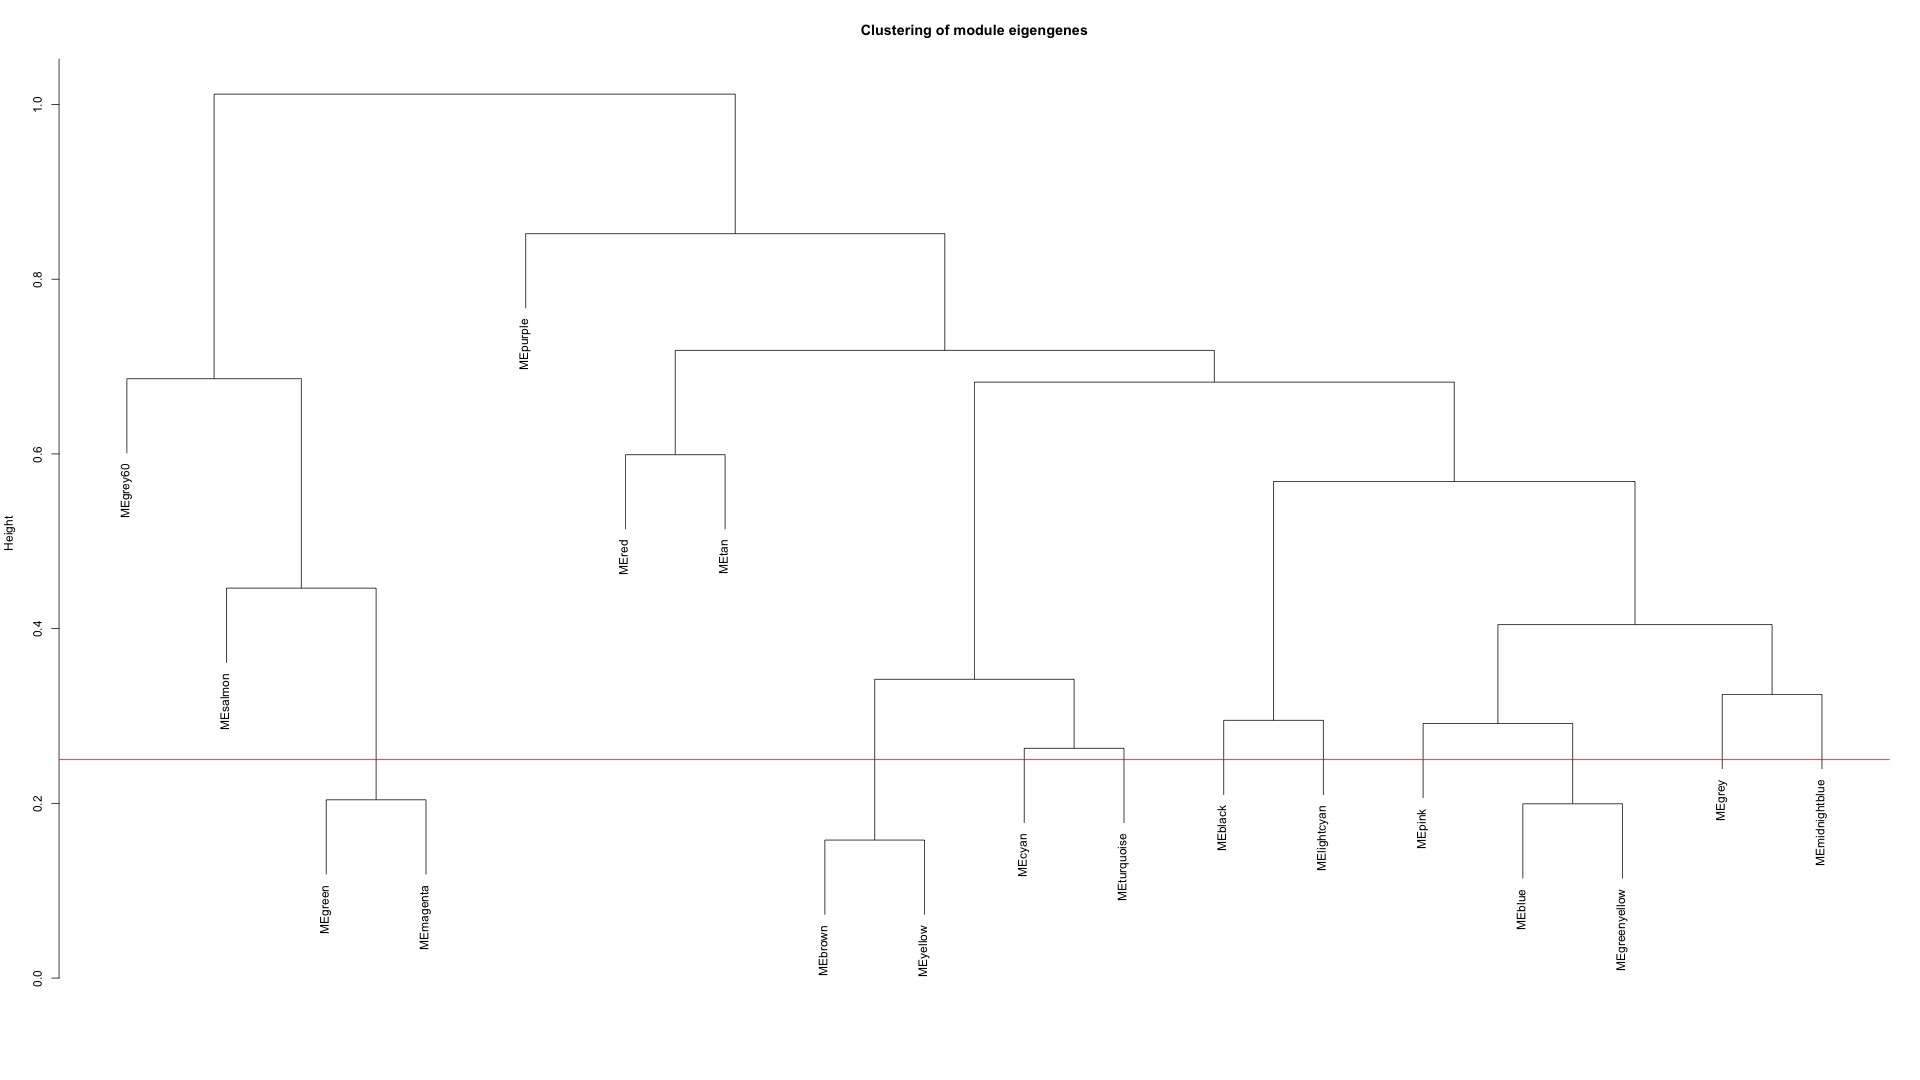 Clustering of module eigengenes
Height
1.0
0.8
0.6
0.4
0.2
0.0
MEgrey60
MEsalmon
MEgreen
MEmagenta
MEpurple
MEred
MEtan
MEbrown
MEyellow
MEcyan
MEturquoise
MEblack
MElightcyan
MEpink
MEblue
MEgreenyellow
MEgrey
MEmidnightblue